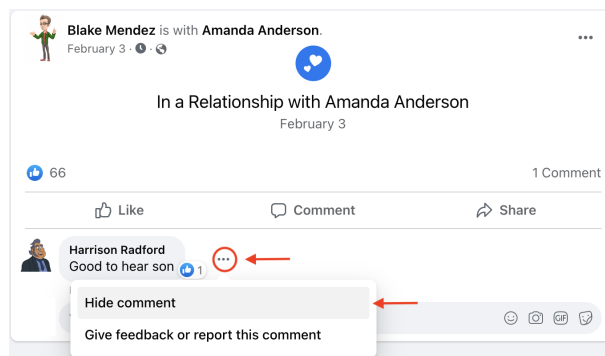 Blake Mendez is with Amanda Anderson.
February 3 ·  ·
In a Relationship with Amanda Anderson
February 3
66
1 Comment
Like
Comment
Share
Harrison Radford
Good to hear son
1
Hide comment
GIF
Give feedback or report this comment